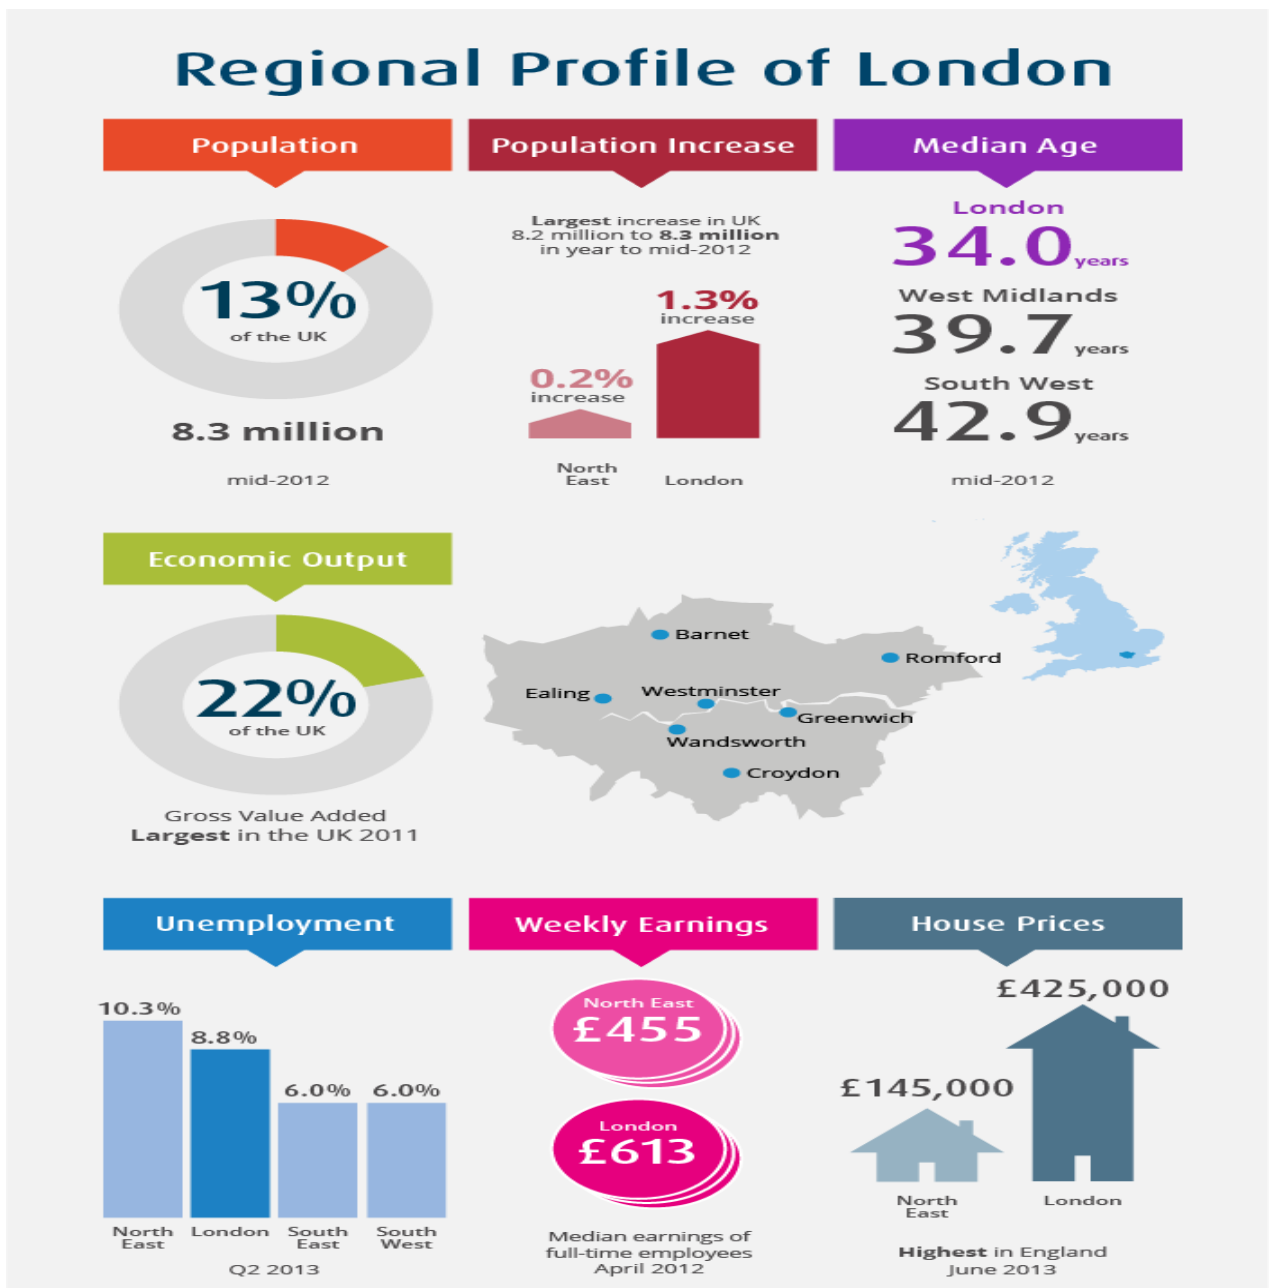 Regional Profile of London
Population
13%
of the UK
8.3 million
mid-2012
Population Increase
Largest increase in UK
8.2 million to 8.3 million
in year to mid-2012
0.2%
increase
1.3%
increase
North
East
London
Median Age
London
34.0 years
West Midlands
39.7 years
South West
42.9 years
mid-2012
Economic Output
22%
of the UK
Gross Value Added
Largest in the UK 2011
Barnet
Romford
Ealing
Westminster
Greenwich
Wandsworth
Croydon
Unemployment
10.3%
8.8%
6.0%
6.0%
North
East
London
South
East
South
West
Q2 2013
Weekly Earnings
North East
£455
London
£613
Median earnings of
full-time employees
April 2012
House Prices
£425,000
£145,000
North
East
London
Highest in England
June 2013